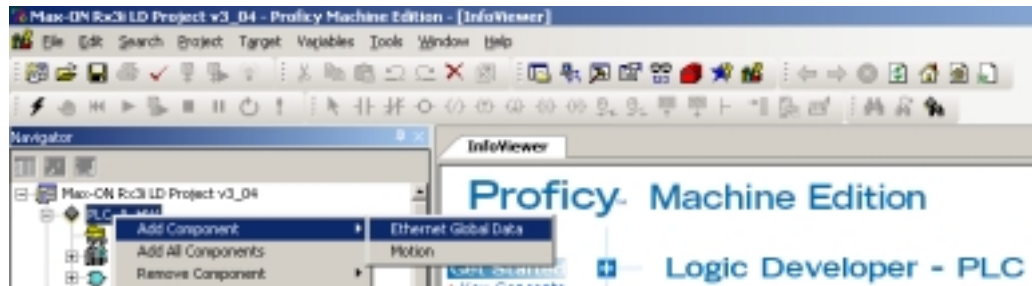 Max-ON Rx3i LD Project v3_04 - Proficy Machine Edition - [InfoViewer]
File Edit Search Project Target Variables Tools Window Help
Navigator
InfoViewer
Max-ON Rx3i LD Project v3_04
Proficy Machine Edition
Add Component
Ethernet Global Data
Add All Components
Motion
Remove Component
Get Started
Logic Developer - PLC